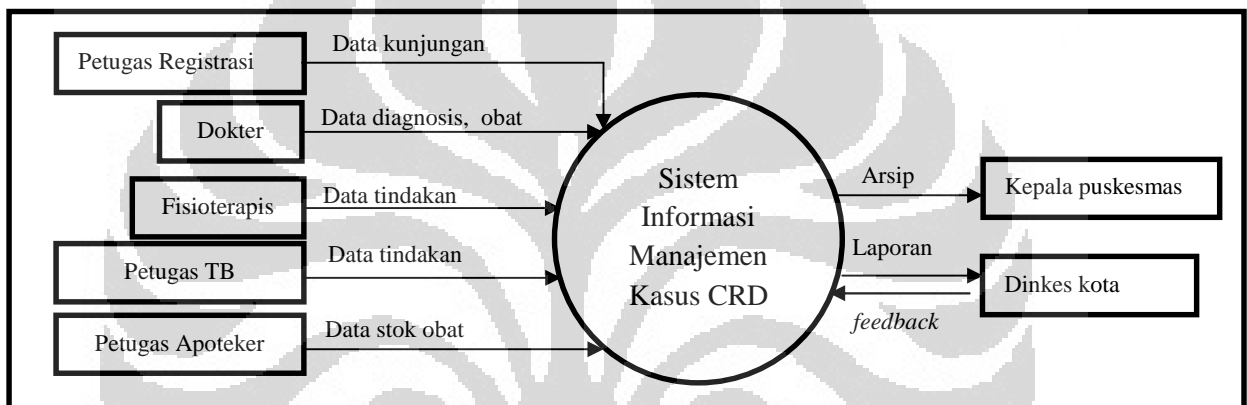 Petugas Registrasi
Data kunjungan
Dokter
Data diagnosis, obat
Fisioterapis
Data tindakan
Petugas TB
Data tindakan
Petugas Apoteker
Data stok obat
Sistem
Informasi
Manajemen
Kasus CRD
Arsip
Kepala puskesmas
Laporan
Dinkes kota
feedback